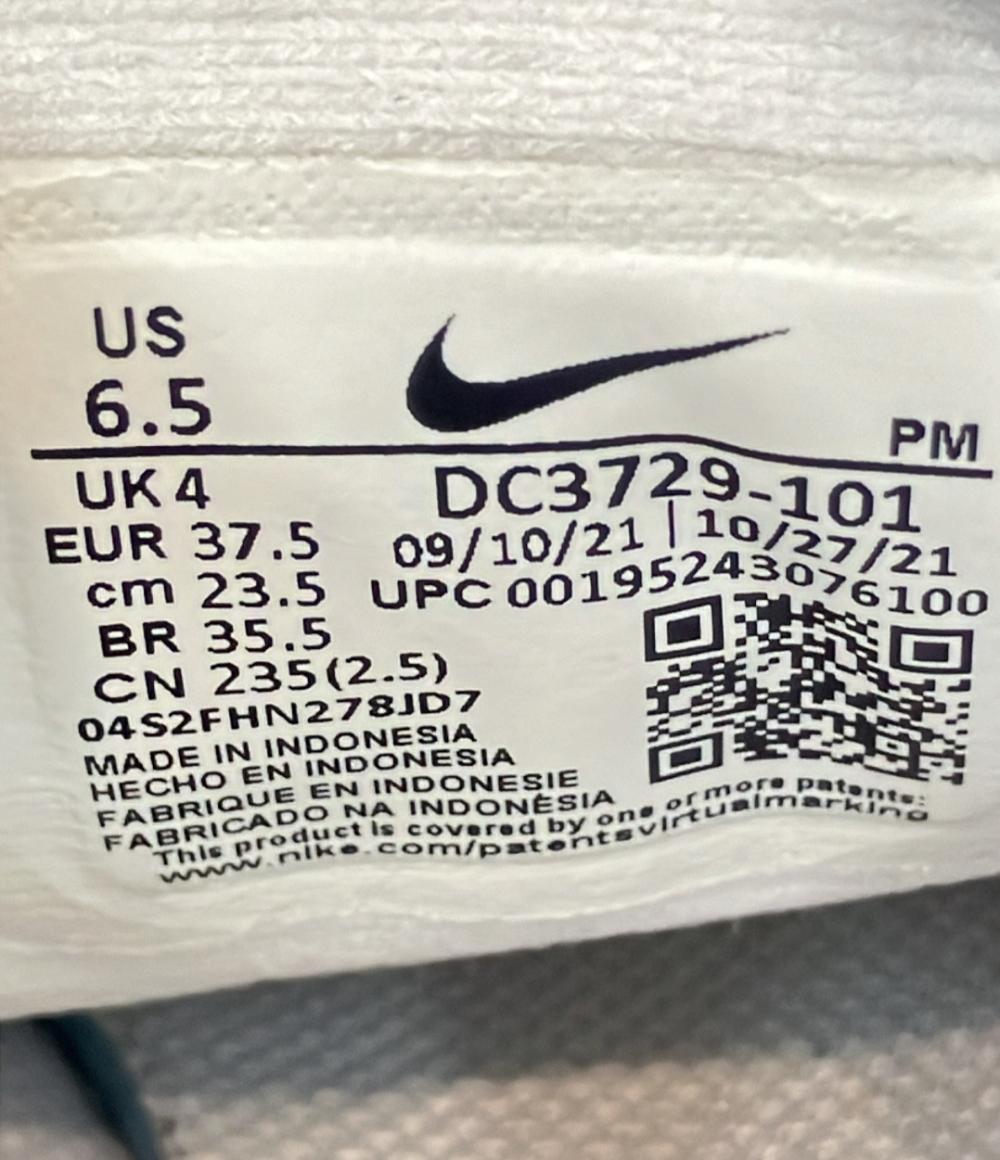 US
6.5
PM
UK 4
DC3729-101
EUR 37.5
09/10/21 | 10/27/21
cm 23.5
UPC 00195243076100
BR 35.5
CN 235(2.5)
04S2FHN278JD7
MADE IN INDONESIA
HECHO EN INDONESIA
FABRIQUE EN INDONESIE
FABRICADO NA INDONÉSIA
This product is covered by one or more patents:
www.nike.com/patentsvirtualmarking